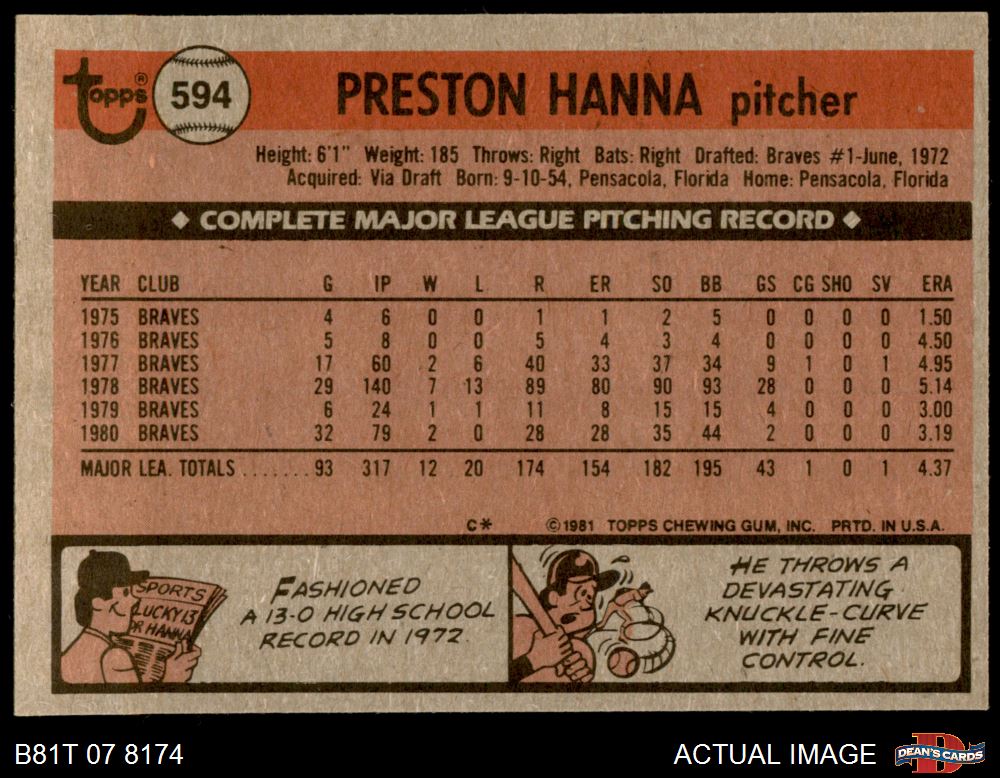 Topps® 594 PRESTON HANNA pitcher
Height: 6'1" Weight: 185 Throws: Right Bats: Right Drafted: Braves #1-June, 1972
Acquired: Via Draft Born: 9-10-54, Pensacola, Florida Home: Pensacola, Florida
◆ COMPLETE MAJOR LEAGUE PITCHING RECORD ◆
YEAR CLUB G IP W L R ER SO BB GS CG SHO SV ERA
1975 BRAVES 4 6 0 0 1 1 2 5 0 0 0 0 1.50
1976 BRAVES 5 8 0 0 5 4 3 4 0 0 0 0 4.50
1977 BRAVES 17 60 2 6 40 33 37 34 9 1 0 1 4.95
1978 BRAVES 29 140 7 13 89 80 90 93 28 0 0 0 5.14
1979 BRAVES 6 24 1 1 11 8 15 15 4 0 0 0 3.00
1980 BRAVES 32 79 2 0 28 28 35 44 2 0 0 0 3.19
MAJOR LEA. TOTALS ....... 93 317 12 20 174 154 182 195 43 1 0 1 4.37
C* ©1981 TOPPS CHEWING GUM, INC. PRTD. IN U.S.A.
SPORTS
LUCKY 13
FOR HANNA
FASHIONED
A 13-0 HIGH SCHOOL
RECORD IN 1972.
HE THROWS A
DEVASTATING
KNUCKLE-CURVE
WITH FINE
CONTROL.
B81T 07 8174 ACTUAL IMAGE DEAN'S CARDS